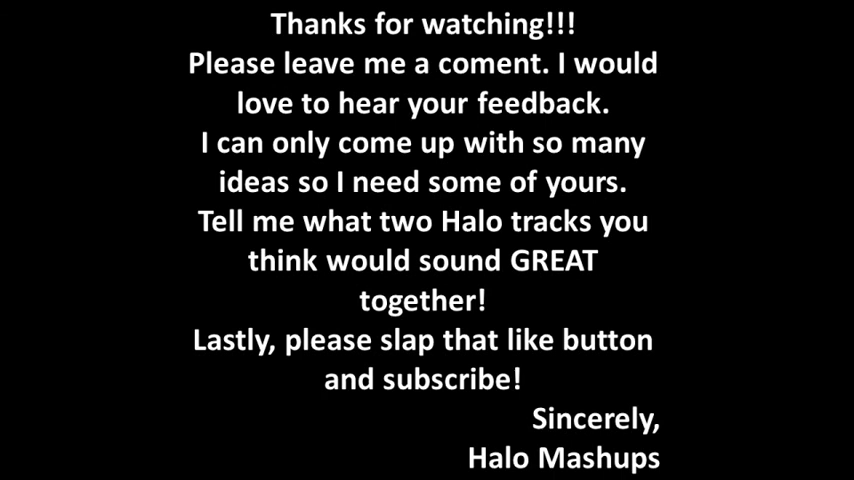 Thanks for watching!!!
Please leave me a coment. I would
love to hear your feedback.
I can only come up with so many
ideas so I need some of yours.
Tell me what two Halo tracks you
think would sound GREAT
together!
Lastly, please slap that like button
and subscribe!
Sincerely,
Halo Mashups